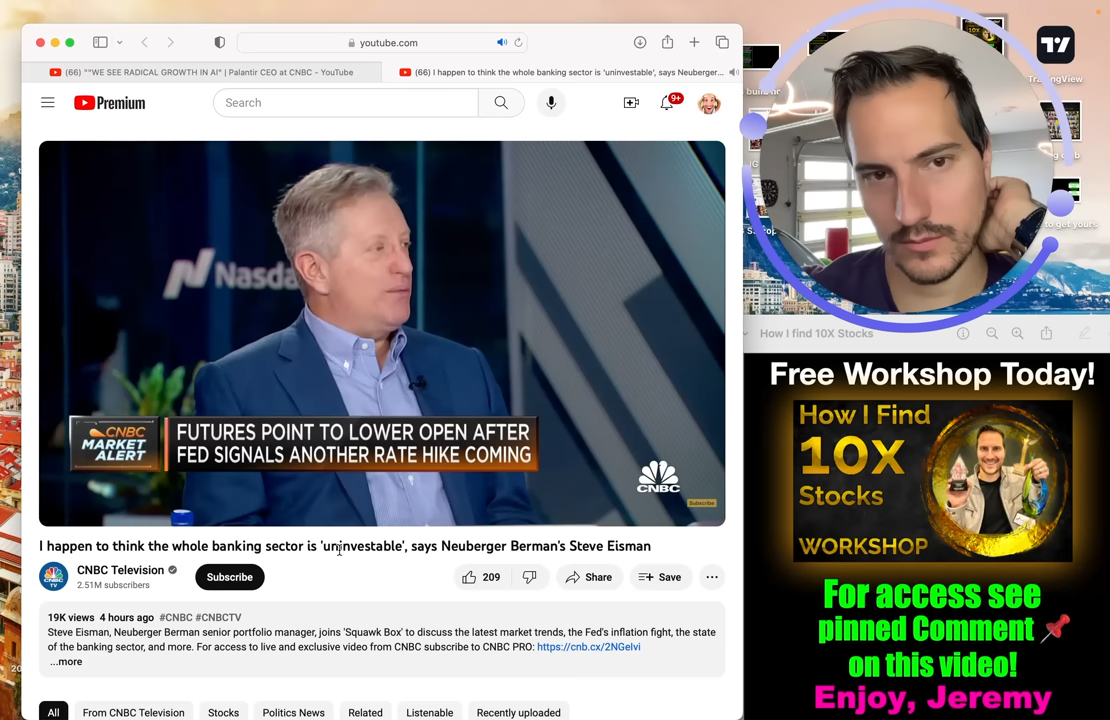 youtube.com
(66) ""WE SEE RADICAL GROWTH IN AI" | Palantir CEO at CNBC - YouTube
(66) I happen to think the whole banking sector is 'uninvestable', says Neuberger...
Premium
Search
9+
TradingView
Nasda
CNBC
MARKET
ALERT
FUTURES POINT TO LOWER OPEN AFTER
FED SIGNALS ANOTHER RATE HIKE COMING
CNBC
Subscribe
I happen to think the whole banking sector is 'uninvestable', says Neuberger Berman's Steve Eisman
CNBC Television
2.51M subscribers
Subscribe
209
Share
Save
19K views 4 hours ago #CNBC #CNBCTV
Steve Eisman, Neuberger Berman senior portfolio manager, joins 'Squawk Box' to discuss the latest market trends, the Fed's inflation fight, the state
of the banking sector, and more. For access to live and exclusive video from CNBC subscribe to CNBC PRO: https://cnb.cx/2NGeIvi
...more
All
From CNBC Television
Stocks
Politics News
Related
Listenable
Recently uploaded
to get yours
How I find 10X Stocks
Free Workshop Today!
How I Find
10X
Stocks
WORKSHOP
For access see
pinned Comment 📌
on this video!
Enjoy, Jeremy